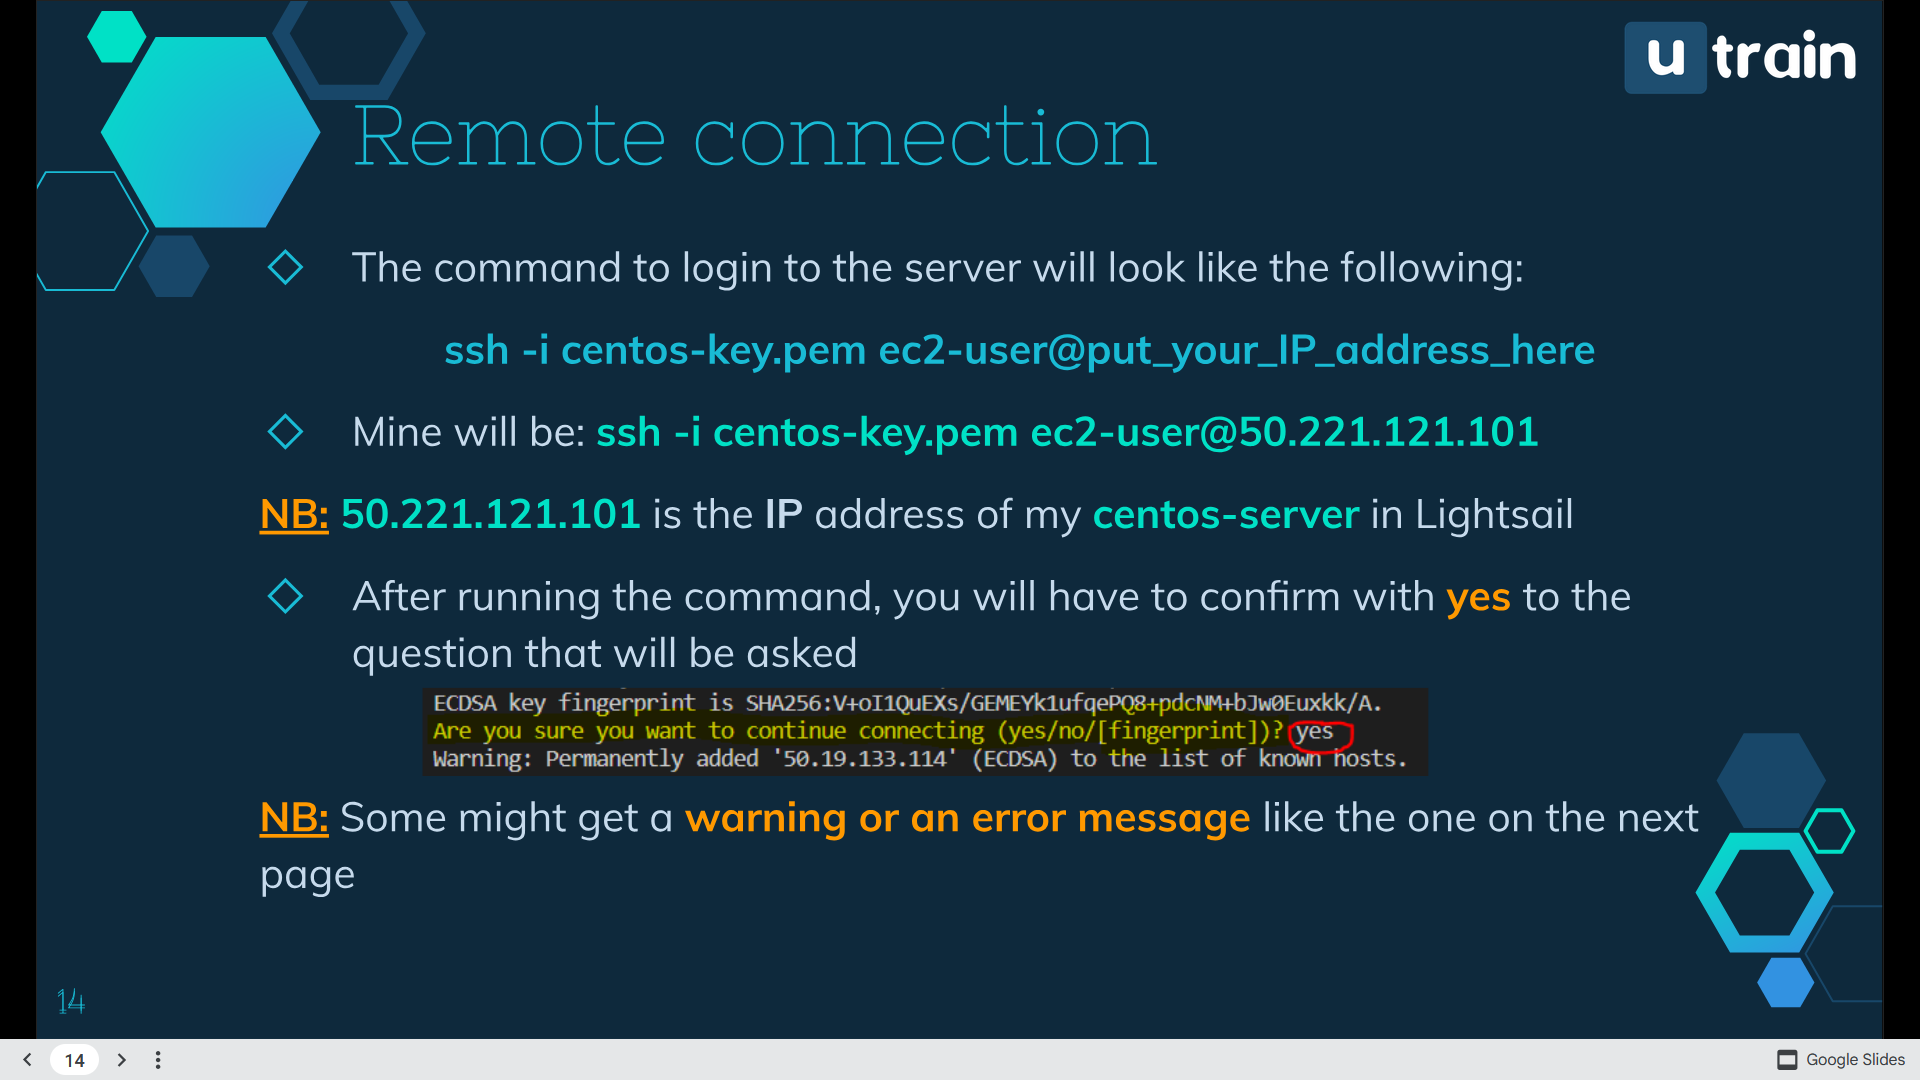 u train
Remote connection
The command to login to the server will look like the following:
ssh -i centos-key.pem ec2-user@put_your_IP_address_here
Mine will be: ssh -i centos-key.pem ec2-user@50.221.121.101
NB: 50.221.121.101 is the IP address of my centos-server in Lightsail
After running the command, you will have to confirm with yes to the
question that will be asked
ECDSA key fingerprint is SHA256:V+oI1QuEXs/GEMEYk1ufqePQ8+pdcNM+bJw0Euxkk/A.
Are you sure you want to continue connecting (yes/no/[fingerprint])? yes
Warning: Permanently added '50.19.133.114' (ECDSA) to the list of known hosts.
NB: Some might get a warning or an error message like the one on the next
page
14
14
Google Slides